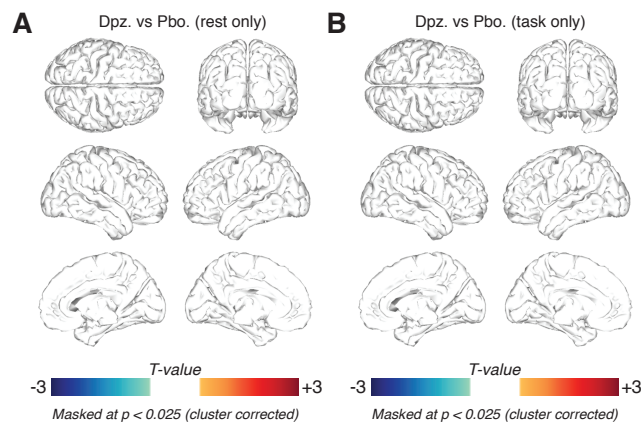 A
Dpz. vs Pbo. (rest only)
T-value
-3
+3
Masked at p < 0.025 (cluster corrected)
B
Dpz. vs Pbo. (task only)
T-value
-3
+3
Masked at p < 0.025 (cluster corrected)